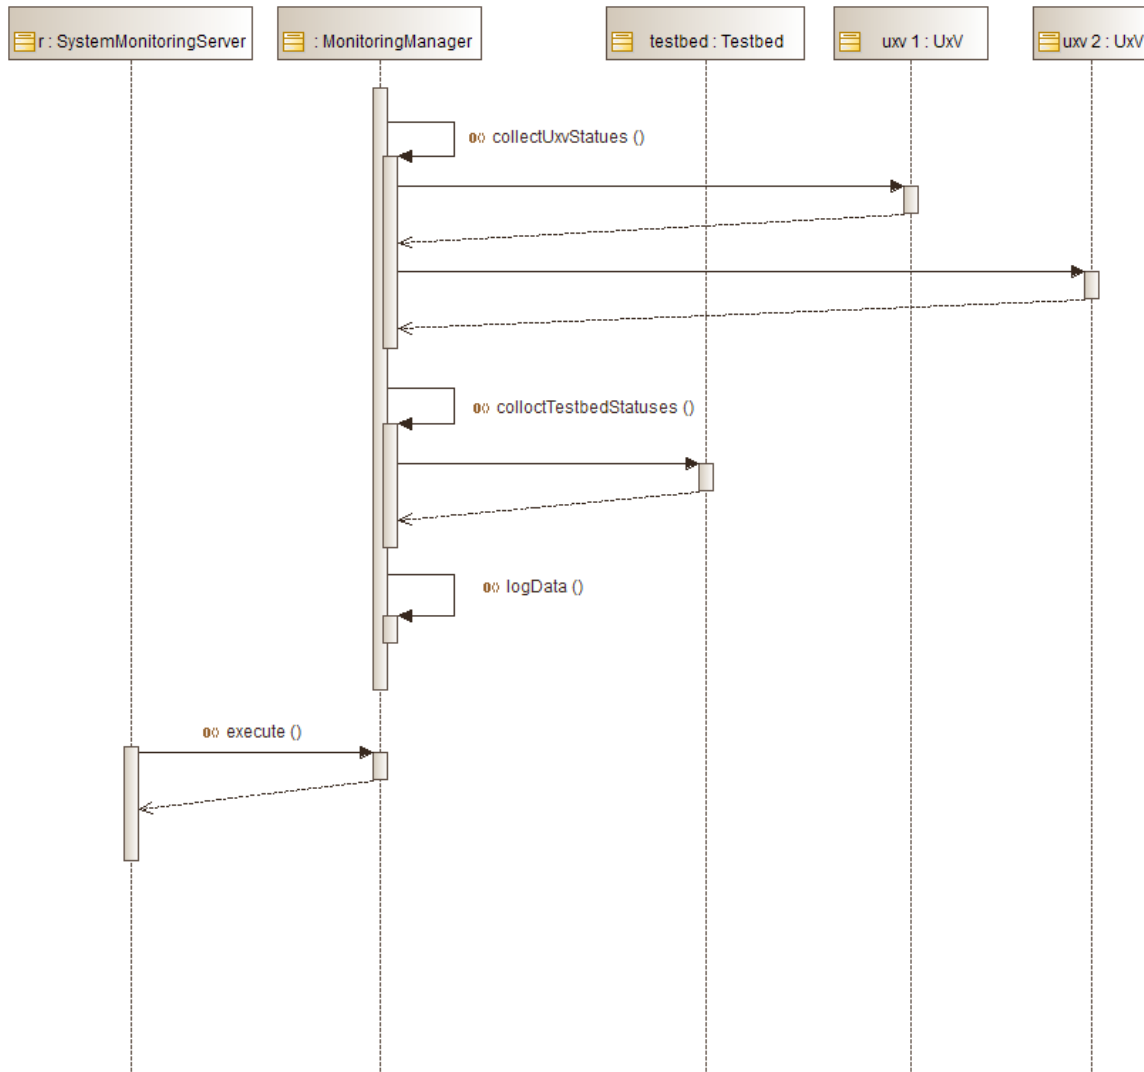 r : SystemMonitoringServer
: MonitoringManager
testbed : Testbed
uxv 1 : UxV
uxv 2 : UxV
collectUxvStatues ()
colloctTestbedStatuses ()
logData ()
execute ()